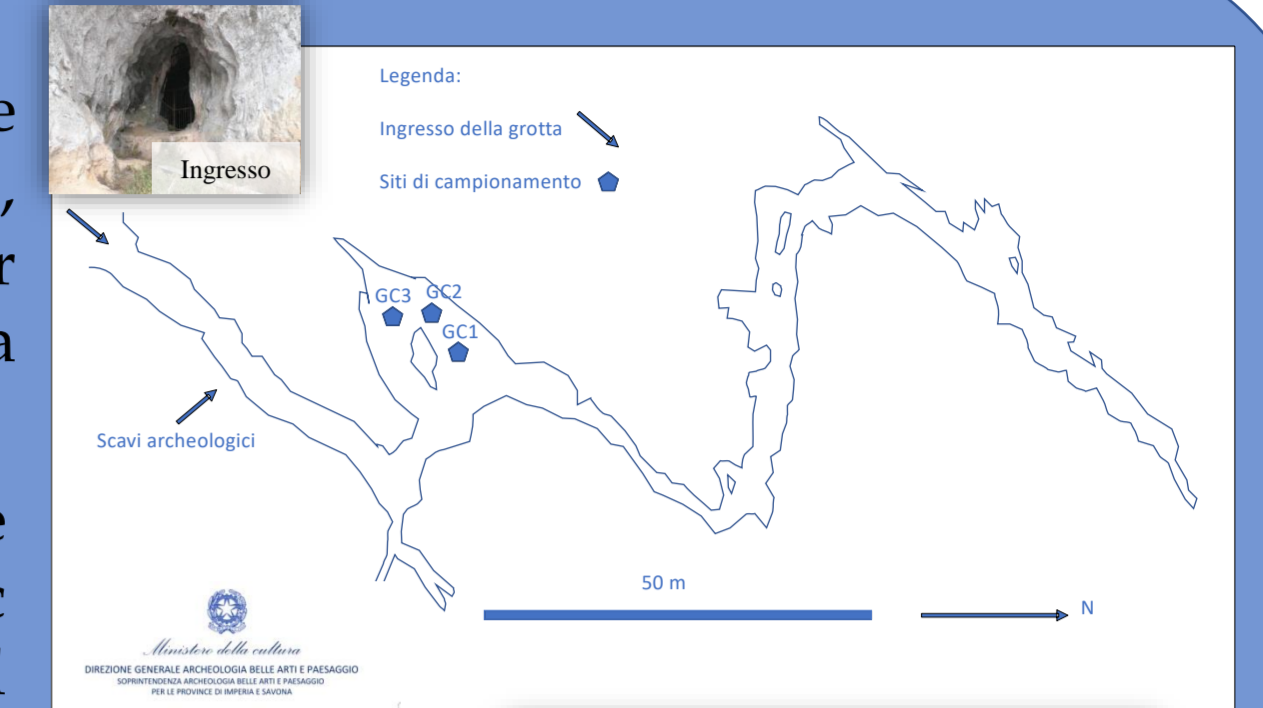 e
,
r
a
e
c
l
Ingresso
Legenda:
Ingresso della grotta
Siti di campionamento
GC3 GC2
GC1
Scavi archeologici
50 m
N
Ministero della cultura
DIREZIONE GENERALE ARCHEOLOGIA BELLE ARTI E PAESAGGIO
SOPRINTENDENZA ARCHEOLOGIA BELLE ARTI E PAESAGGIO
PER LE PROVINCE DI IMPERIA E SAVONA